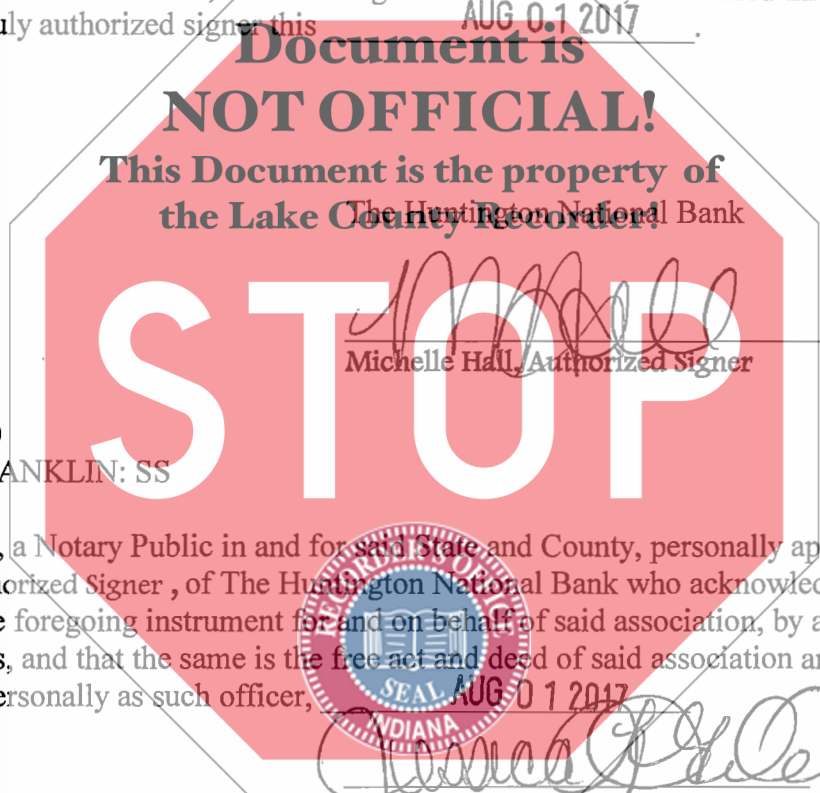 uly authorized signer this AUG 0 1 2017 .
Document is
NOT OFFICIAL!
This Document is the property of
the Lake County Recorder!
The Huntington National Bank
STOP
Michelle Hall, Authorized Signer
)
ANKLIN: SS
, a Notary Public in and for said State and County, personally ap
orized Signer , of The Huntington National Bank who acknowled
e foregoing instrument for and on behalf of said association, by a
s, and that the same is the free act and deed of said association a
ersonally as such officer, AUG 0 1 2017
RECORDER'S OFFICE
SEAL
INDIANA